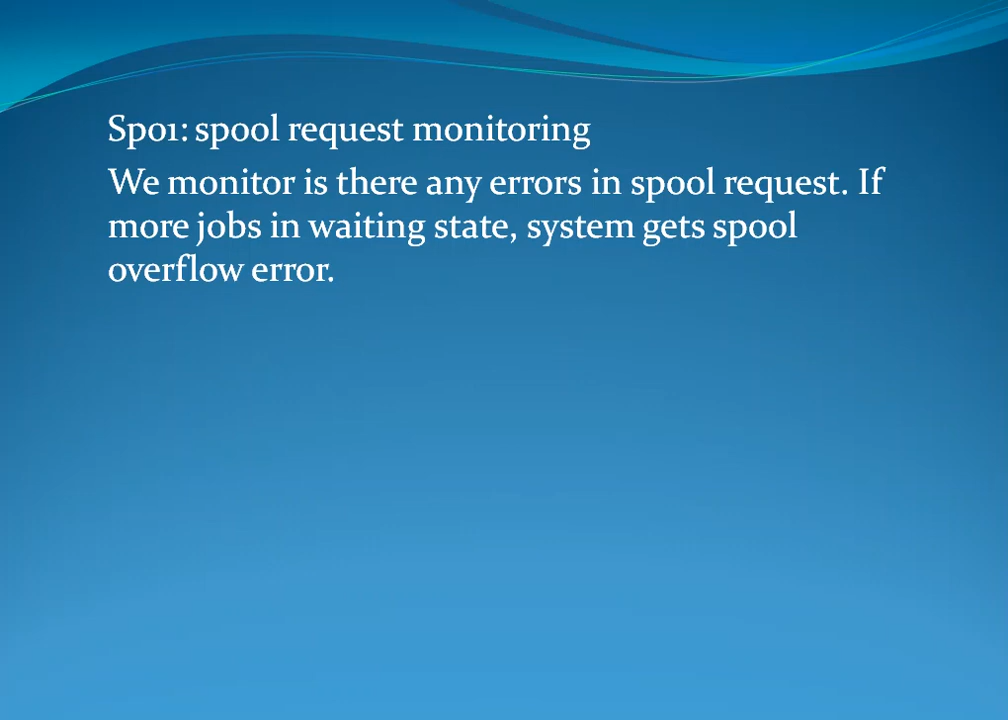 Sp01: spool request monitoring
We monitor is there any errors in spool request. If
more jobs in waiting state, system gets spool
overflow error.